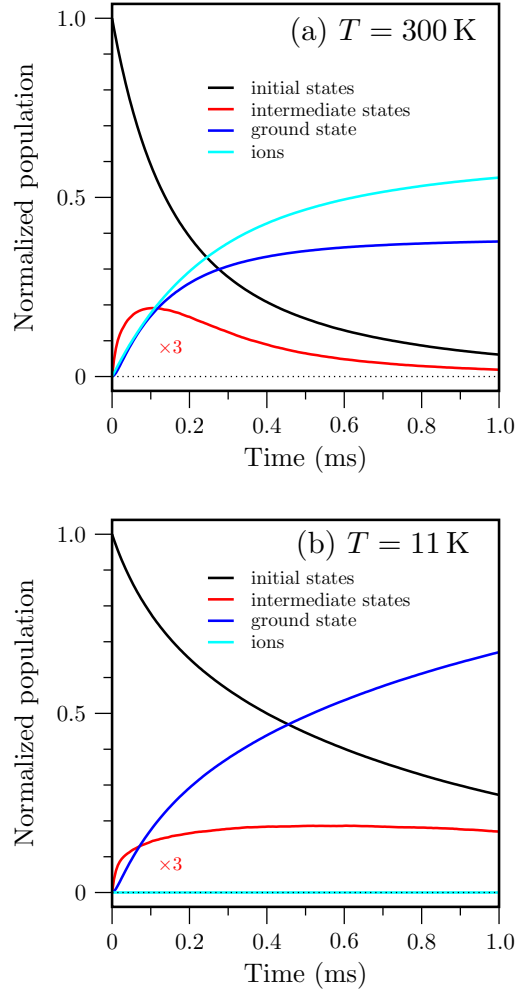 (a) T = 300 K
1.0
0.5
0
Normalized population
initial states
intermediate states
ground state
ions
×3
0 0.2 0.4 0.6 0.8 1.0
Time (ms)
(b) T = 11 K
1.0
0.5
0
Normalized population
initial states
intermediate states
ground state
ions
×3
0 0.2 0.4 0.6 0.8 1.0
Time (ms)